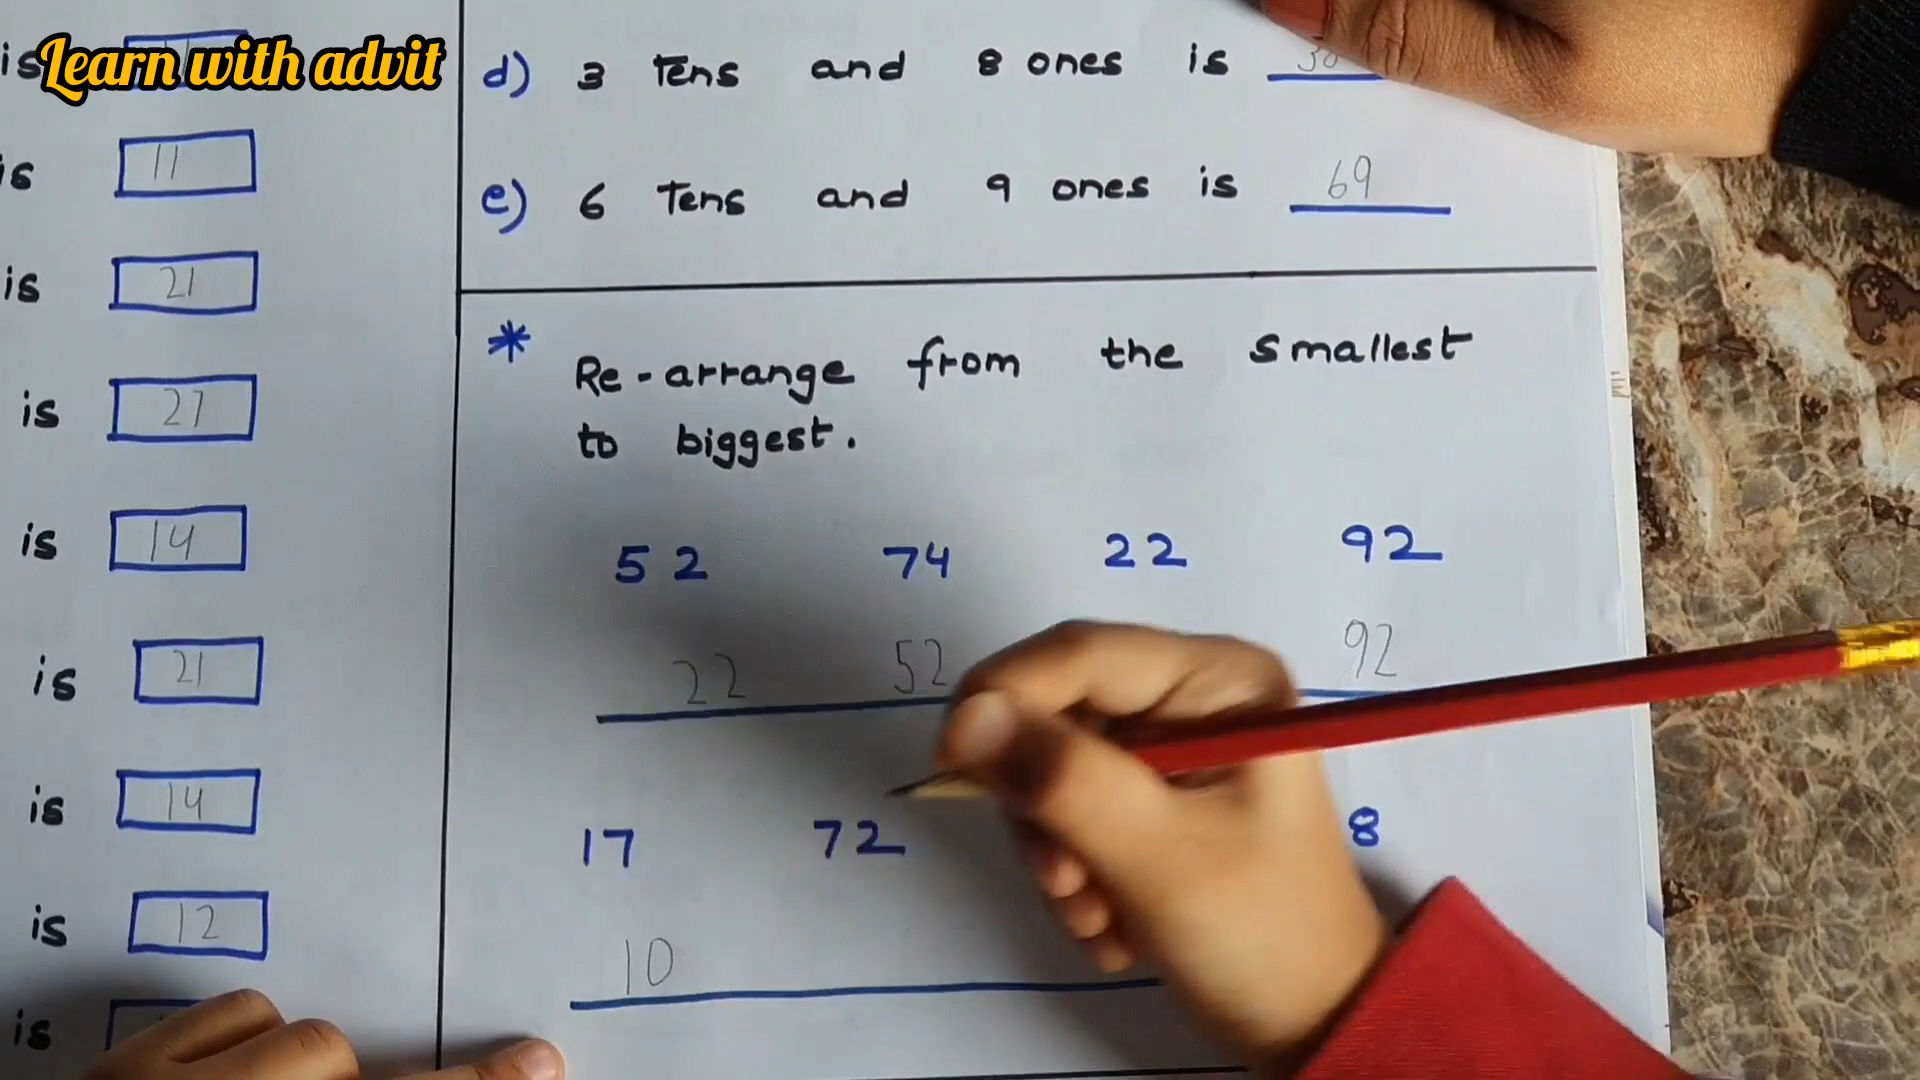 Learn with advit
is
is 11
is 21
is 27
is 14
is 21
is 14
is 12
is
d) 3 Tens and 8 ones is
e) 6 Tens and 9 ones is 69
* Re-arrange from the smallest
to biggest.
52 74 22 92
22 52 92
17 72 8
10